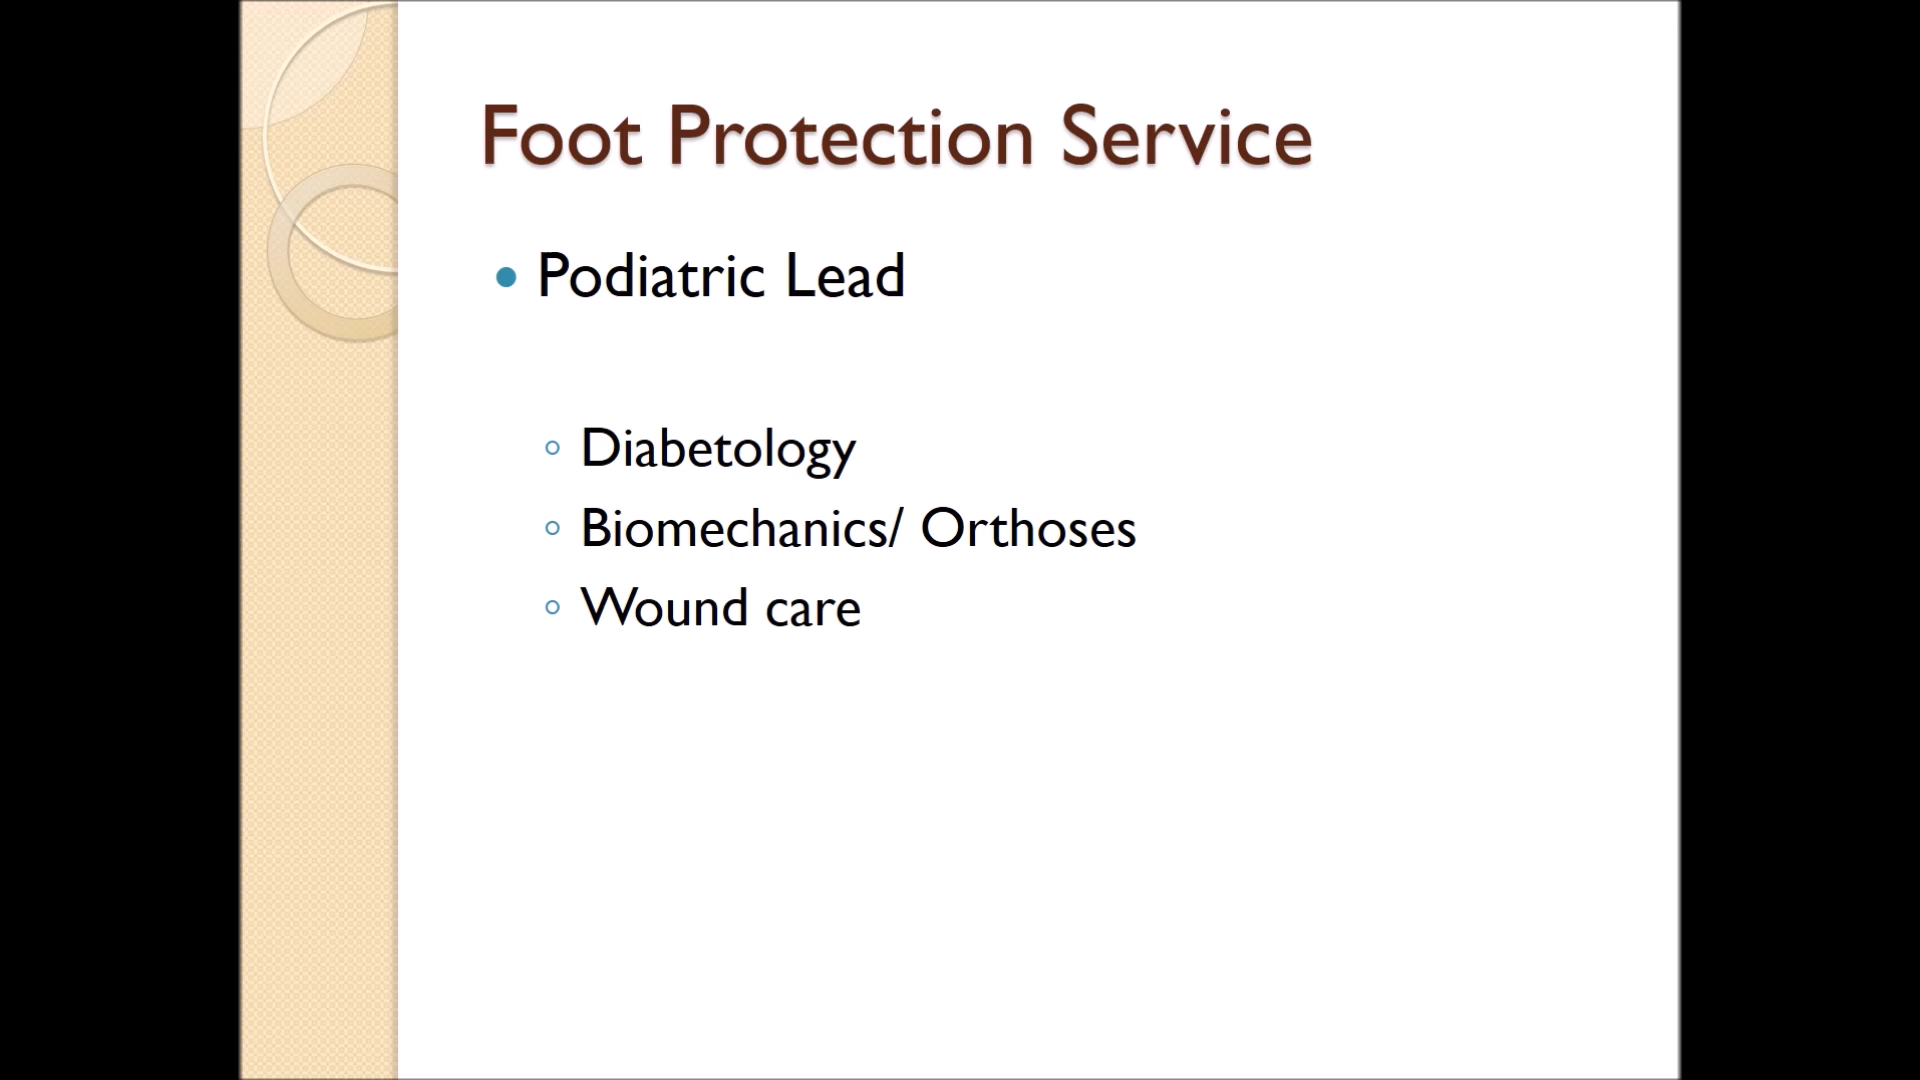 Foot Protection Service
Podiatric Lead
Diabetology
Biomechanics/ Orthoses
Wound care